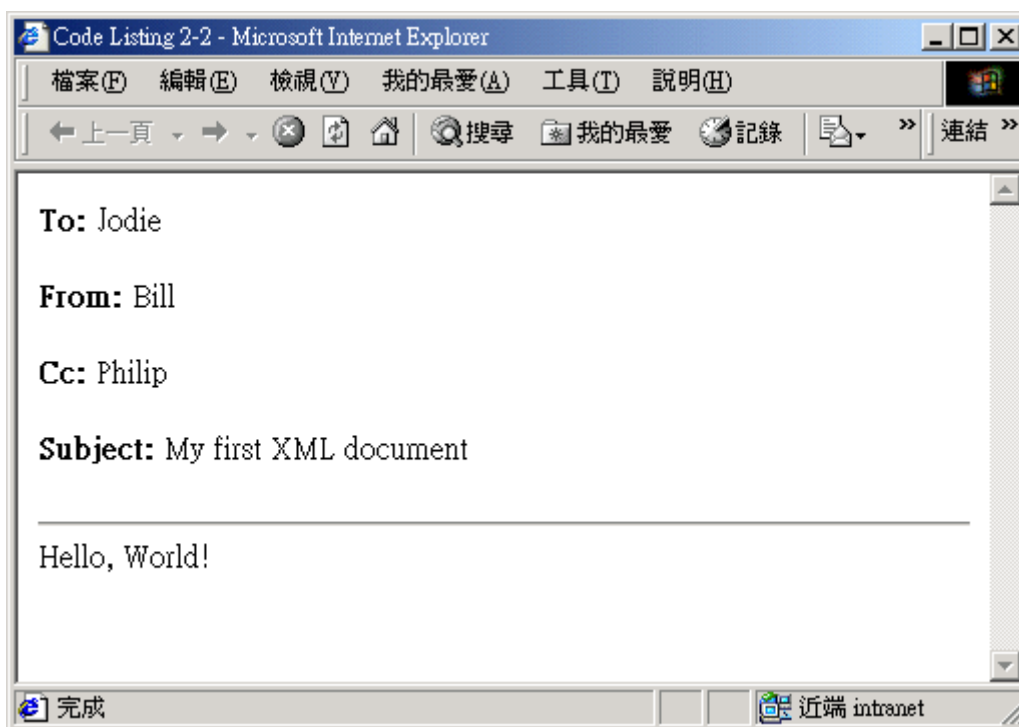 Code Listing 2-2 - Microsoft Internet Explorer
檔案(F) 編輯(E) 檢視(V) 我的最愛(A) 工具(T) 說明(H)
上一頁 搜尋 我的最愛 記錄 » 連結 »
To: Jodie
From: Bill
Cc: Philip
Subject: My first XML document
Hello, World!
完成 近端 intranet